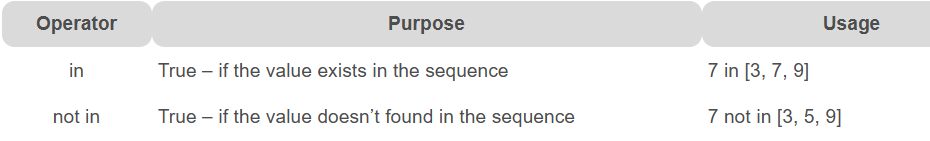 Operator Purpose Usage
in True – if the value exists in the sequence 7 in [3, 7, 9]
not in True – if the value doesn’t found in the sequence 7 not in [3, 5, 9]